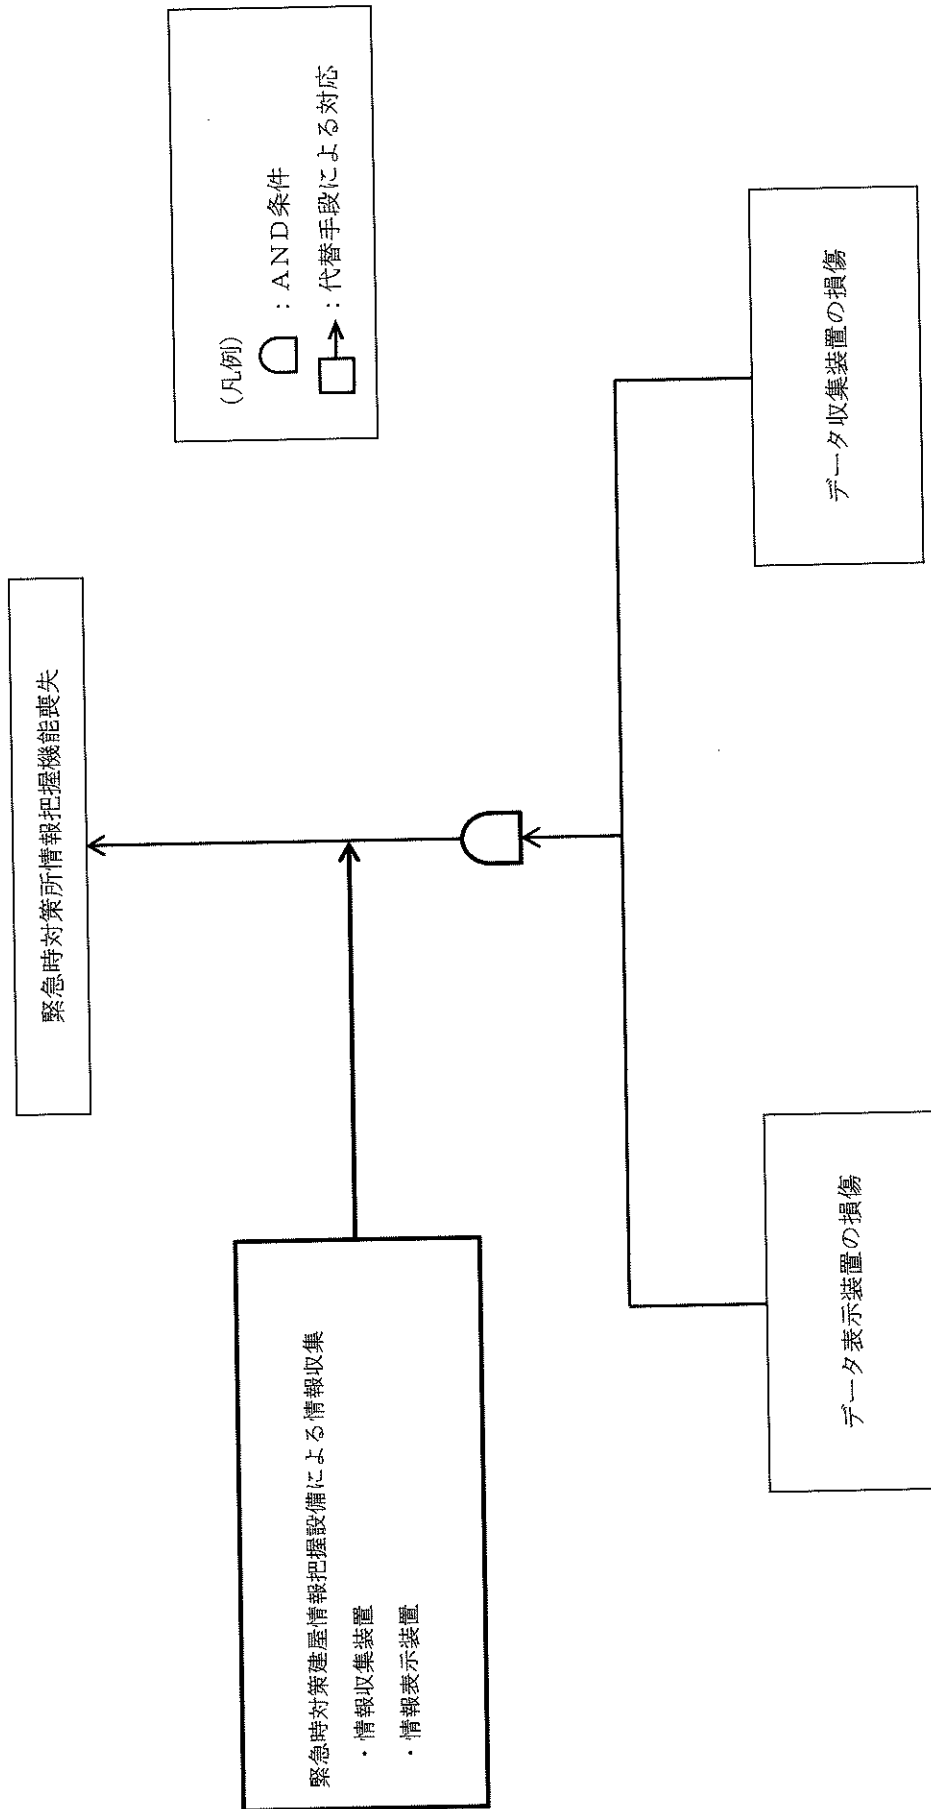 緊急時対策所情報把握機能喪失
(凡例)
：AND条件
：代替手段による対応
緊急時対策建屋情報把握設備による情報収集
・情報収集装置
・情報表示装置
データ表示装置の損傷
データ収集装置の損傷